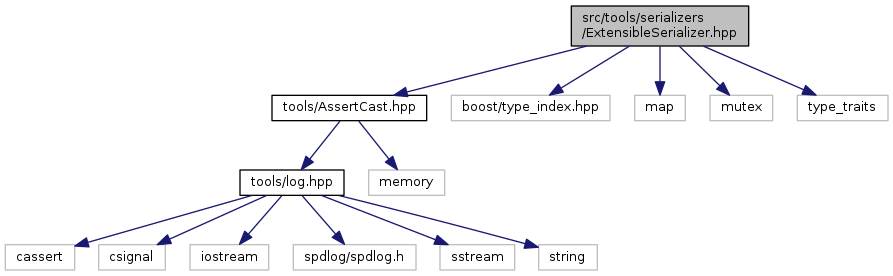 src/tools/serializers
/ExtensibleSerializer.hpp
tools/AssertCast.hpp
boost/type_index.hpp
map
mutex
type_traits
tools/log.hpp
memory
cassert
csignal
iostream
spdlog/spdlog.h
sstream
string